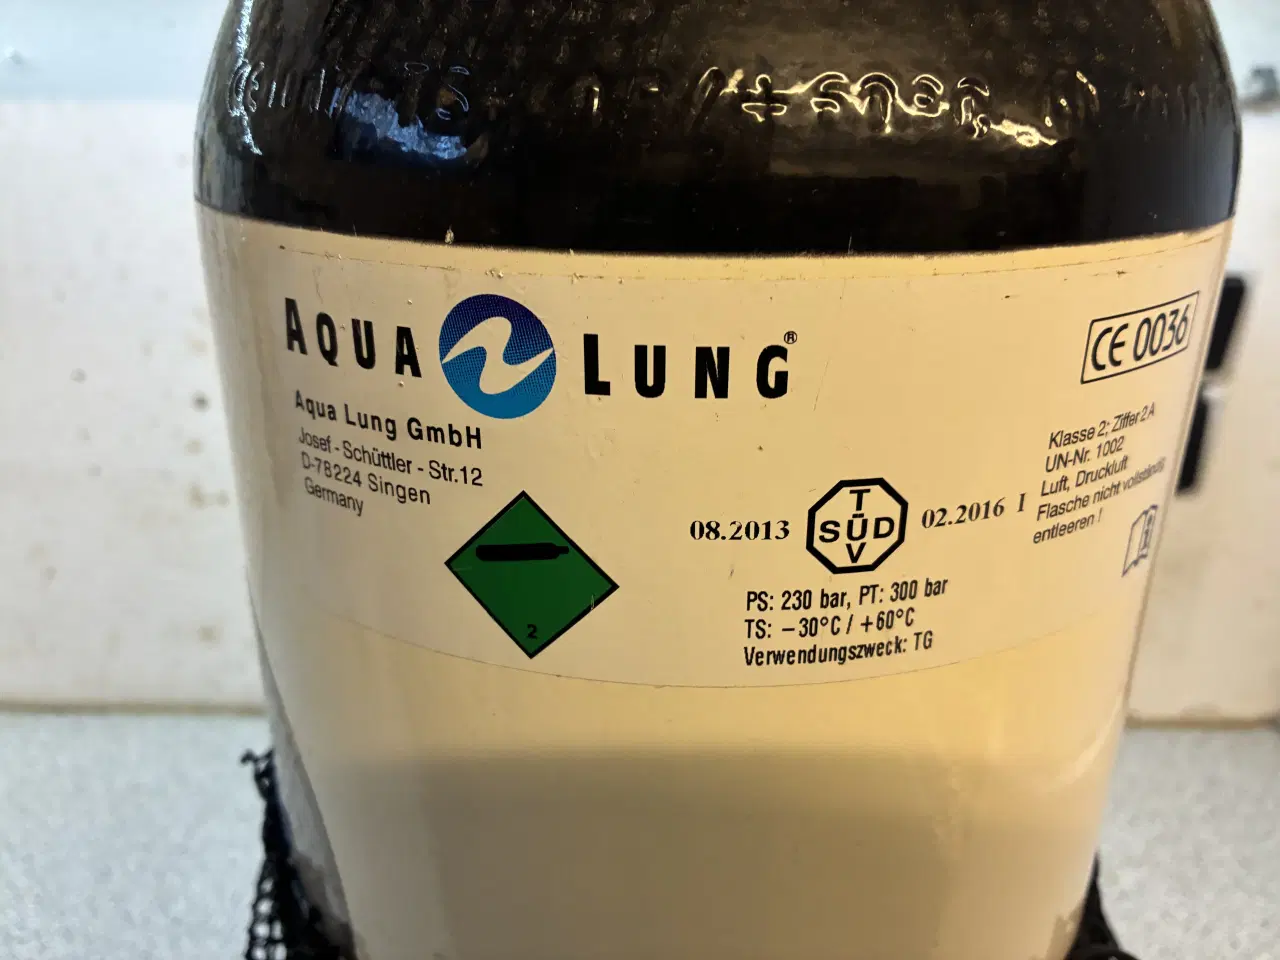 AQUA LUNG®
Aqua Lung GmbH
Josef - Schüttler - Str.12
D-78224 Singen
Germany
2
08.2013
TÜV SÜD
02.2016 I
PS: 230 bar, PT: 300 bar
TS: –30°C / +60°C
Verwendungszweck: TG
CE 0036
Klasse 2; Ziffer 2 A
UN-Nr. 1002
Luft, Druckluft
Flasche nicht vollständig
entleeren !